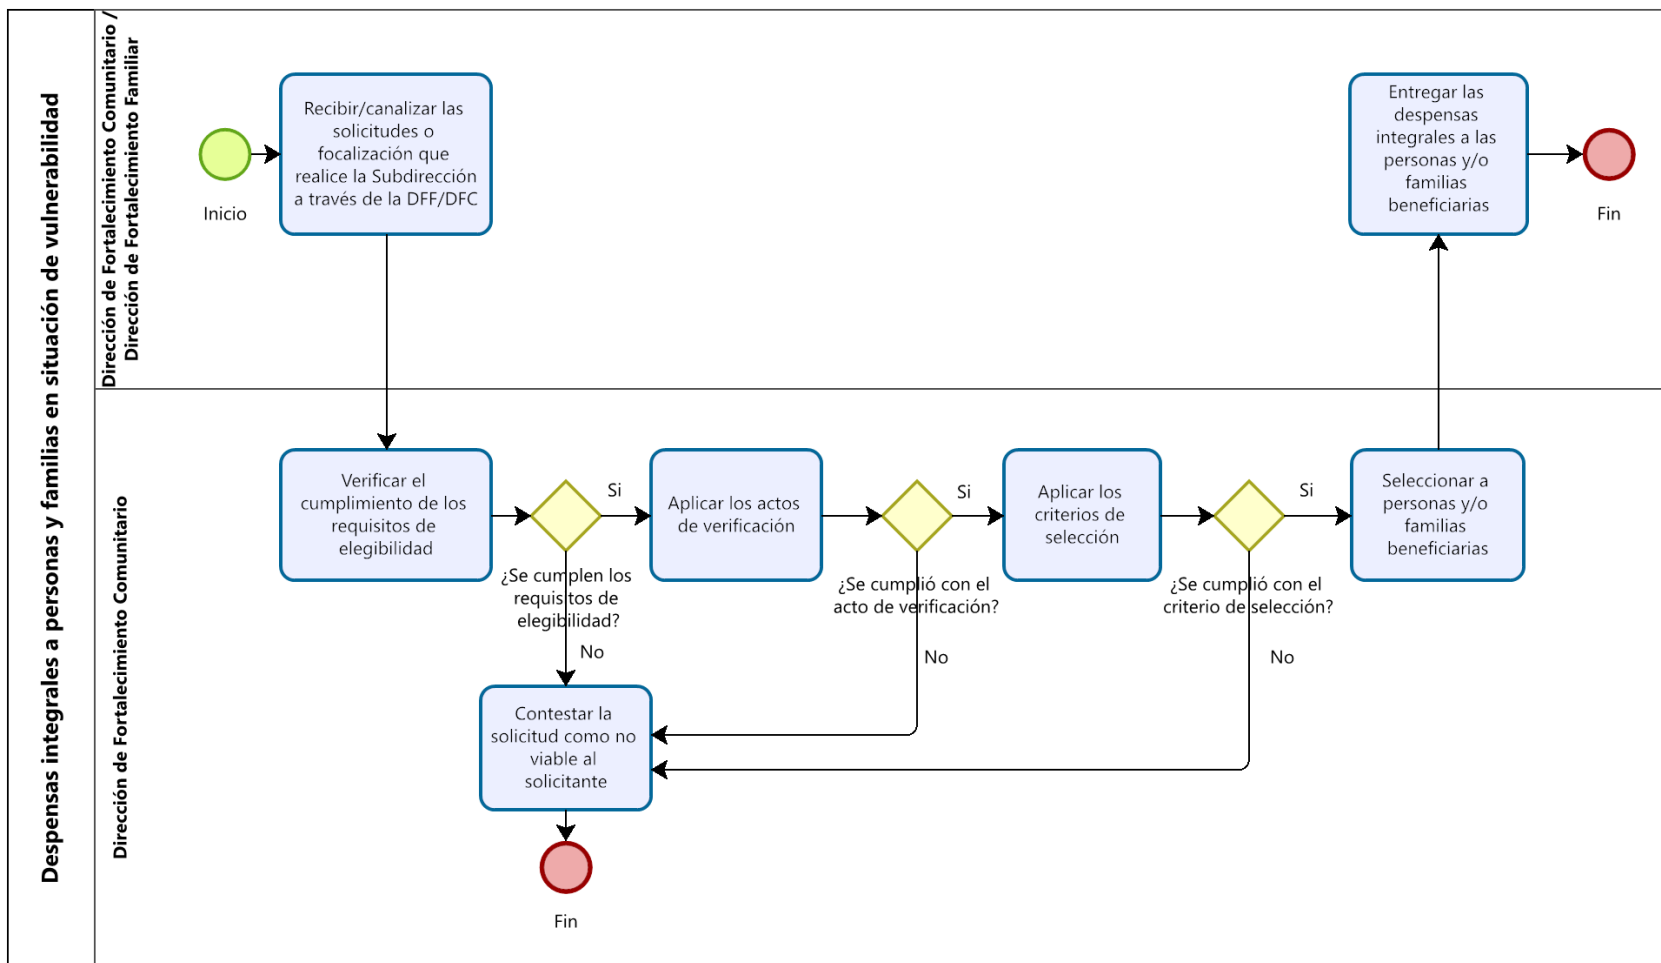 Despensas integrales a personas y familias en situación de vulnerabilidad
Dirección de Fortalecimiento Comunitario /
Dirección de Fortalecimiento Familiar
Inicio
Recibir/canalizar las
solicitudes o
focalización que
realice la Subdirección
a través de la DFF/DFC
Entregar las
despensas
integrales a las
personas y/o
familias
beneficiarias
Fin
Dirección de Fortalecimiento Comunitario
Verificar el
cumplimiento de los
requisitos de
elegibilidad
¿Se cumplen los
requisitos de
elegibilidad?
Si
No
Aplicar los actos
de verificación
¿Se cumplió con el
acto de verificación?
Si
No
Aplicar los
criterios de
selección
¿Se cumplió con el
criterio de selección?
Si
No
Seleccionar a
personas y/o
familias
beneficiarias
Contestar la
solicitud como no
viable al
solicitante
Fin